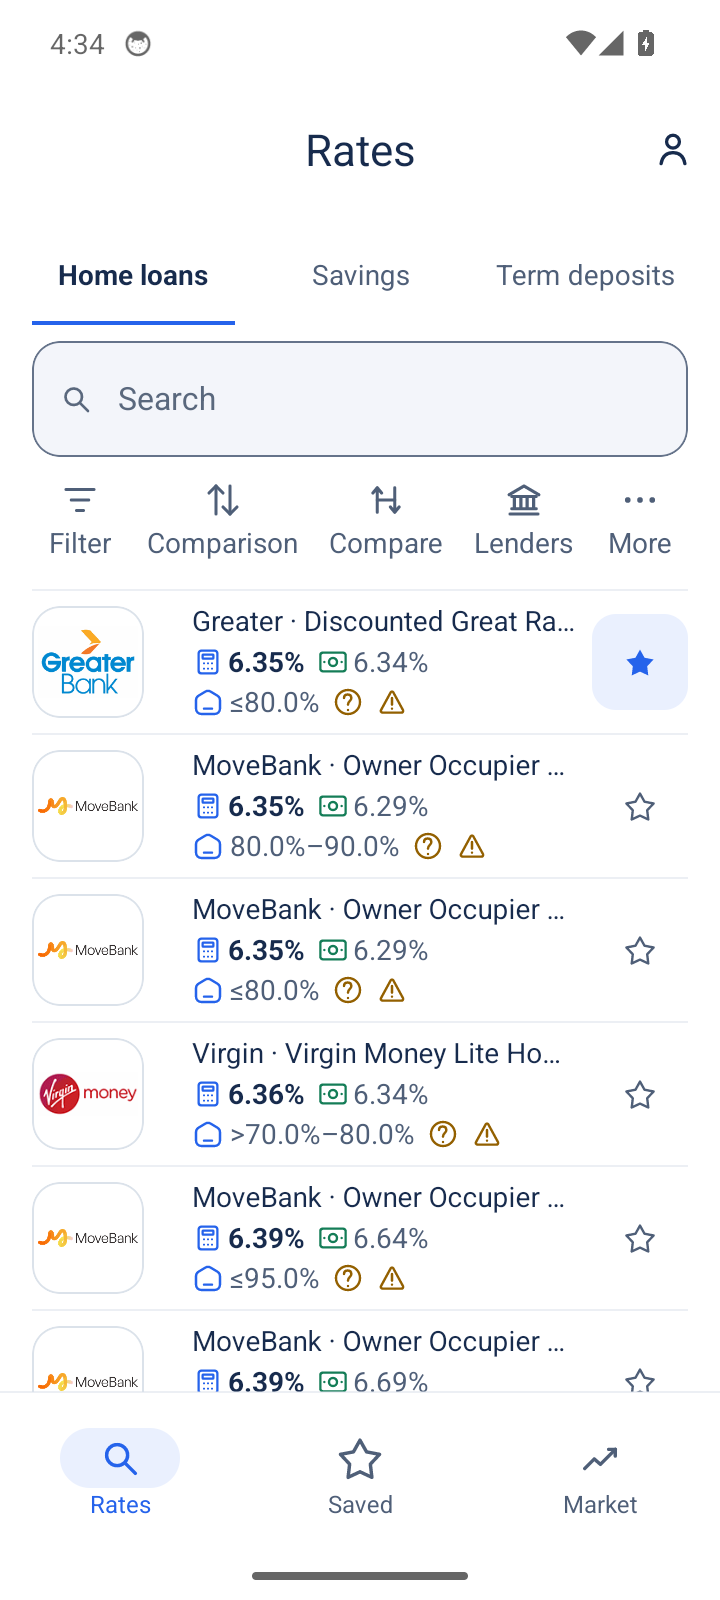 4:34
Rates
Home loans
Savings
Term deposits
Search
Filter
Comparison
Compare
Lenders
More
Greater Bank
Greater · Discounted Great Ra...
6.35% 6.34%
≤80.0%
MoveBank
MoveBank · Owner Occupier ...
6.35% 6.29%
80.0%–90.0%
MoveBank
MoveBank · Owner Occupier ...
6.35% 6.29%
≤80.0%
Virgin money
Virgin · Virgin Money Lite Ho...
6.36% 6.34%
>70.0%–80.0%
MoveBank
MoveBank · Owner Occupier ...
6.39% 6.64%
≤95.0%
MoveBank
MoveBank · Owner Occupier ...
6.39% 6.69%
Rates
Saved
Market